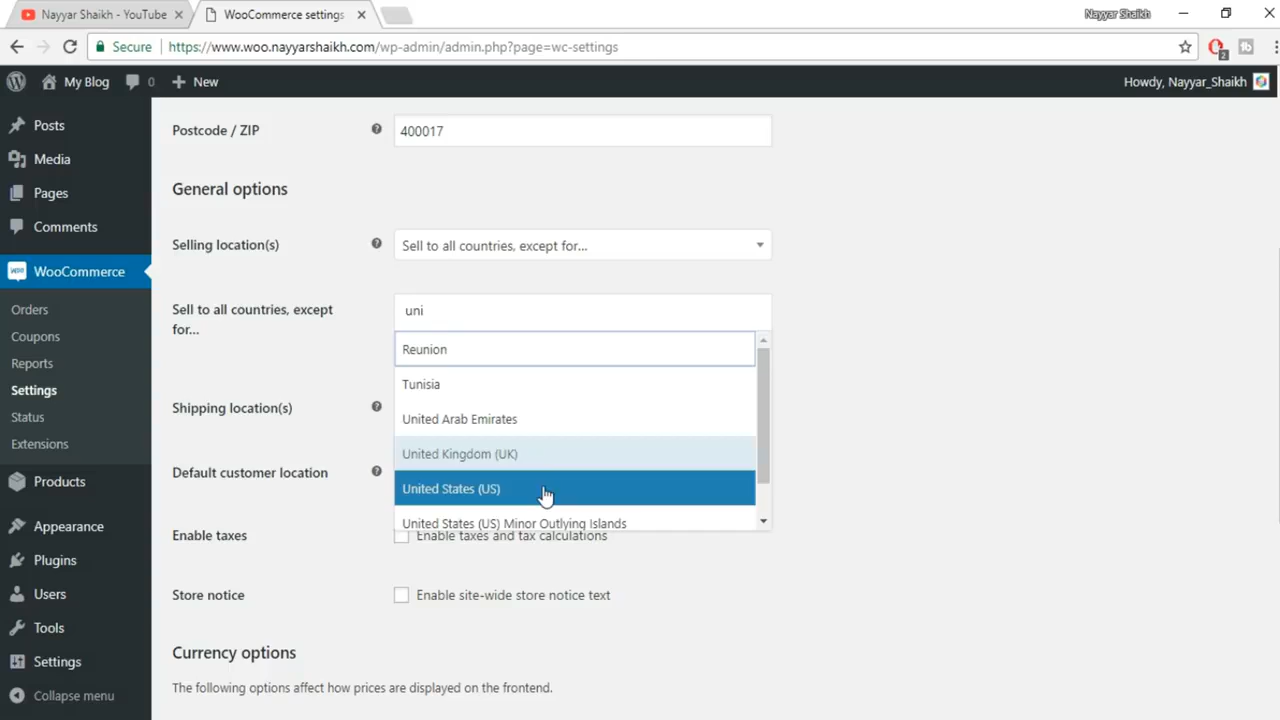 Nayyar Shaikh - YouTube
WooCommerce settings
Nayyar Shaikh
Secure
https://www.woo.nayyarshaikh.com/wp-admin/admin.php?page=wc-settings
2
My Blog
0
New
Howdy, Nayyar_Shaikh
Posts
Media
Pages
Comments
WooCommerce
Orders
Coupons
Reports
Settings
Status
Extensions
Products
Appearance
Plugins
Users
Tools
Settings
Collapse menu
Postcode / ZIP
400017
General options
Selling location(s)
Sell to all countries, except for...
Sell to all countries, except
for...
uni
Reunion
Tunisia
United Arab Emirates
United Kingdom (UK)
United States (US)
United States (US) Minor Outlying Islands
Shipping location(s)
Default customer location
Enable taxes
Enable taxes and tax calculations
Store notice
Enable site-wide store notice text
Currency options
The following options affect how prices are displayed on the frontend.